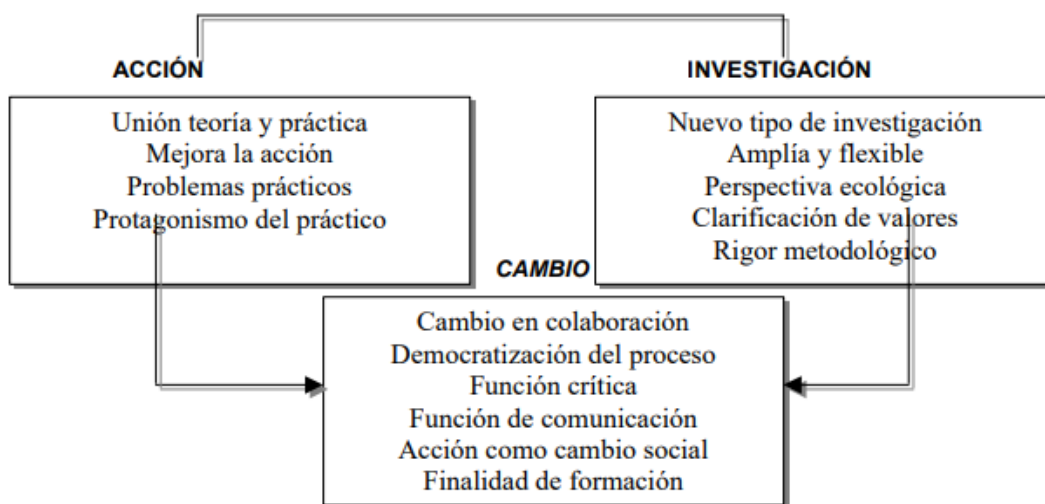 ACCIÓN
Unión teoría y práctica
Mejora la acción
Problemas prácticos
Protagonismo del práctico
INVESTIGACIÓN
Nuevo tipo de investigación
Amplía y flexible
Perspectiva ecológica
Clarificación de valores
Rigor metodológico
CAMBIO
Cambio en colaboración
Democratización del proceso
Función crítica
Función de comunicación
Acción como cambio social
Finalidad de formación